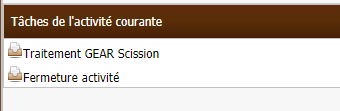 Tâches de l'activité courante
Traitement GEAR Scission
Fermeture activité